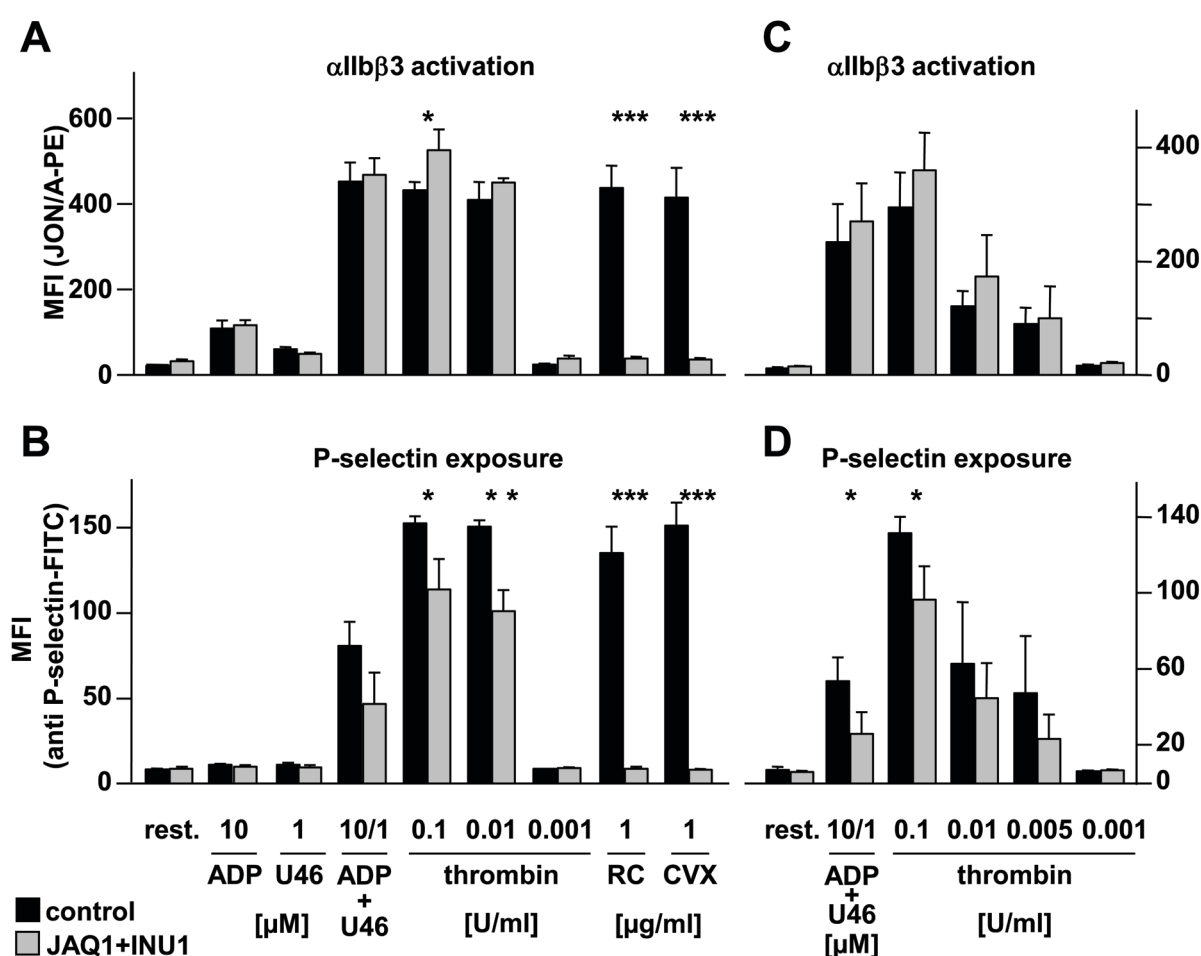 A
αIIbβ3 activation
MFI (JON/A-PE)
600
400
200
0
* *** ***
C
αIIbβ3 activation
400
200
0
B
P-selectin exposure
MFI
(anti P-selectin-FITC)
150
100
50
0
* * * *** ***
D
P-selectin exposure
140
100
60
20
0
* *
rest. 10 1 10/1 0.1 0.01 0.001 1 1
ADP U46 ADP + U46 thrombin RC CVX
[µM] [U/ml] [µg/ml]
rest. 10/1 0.1 0.01 0.005 0.001
ADP + U46 thrombin
[µM] [U/ml]
control
JAQ1+INU1